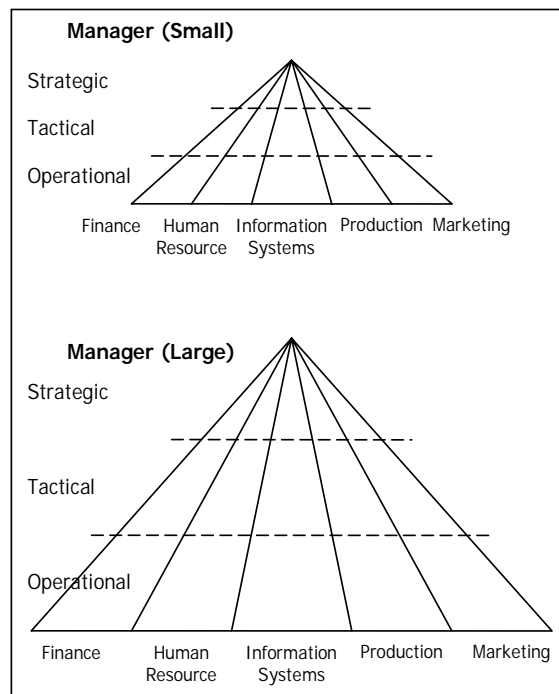 Manager (Small)
Strategic
Tactical
Operational
Finance Human Information Production Marketing
Resource Systems
Manager (Large)
Strategic
Tactical
Operational
Finance Human Information Production Marketing
Resource Systems